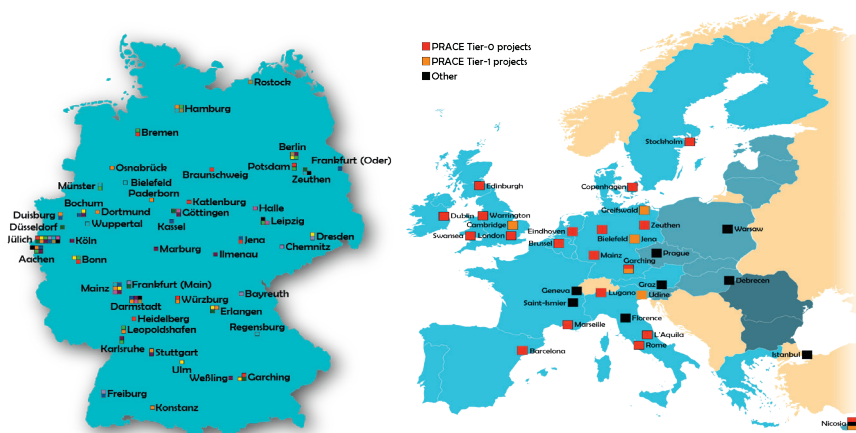 Rostock
Hamburg
Bremen
Osnabrück
Berlin
Potsdam
Frankfurt (Oder)
Zeuthen
Braunschweig
Münster
Bielefeld
Paderborn
Katlenburg
Halle
Bochum
Duisburg
Dortmund
Göttingen
Leipzig
Düsseldorf
Wuppertal
Kassel
Jülich
Köln
Dresden
Jena
Chemnitz
Marburg
Ilmenau
Aachen
Bonn
Frankfurt (Main)
Mainz
Darmstadt
Würzburg
Bayreuth
Erlangen
Heidelberg
Leopoldshafen
Regensburg
Karlsruhe
Stuttgart
Ulm
Weßling
Garching
Freiburg
Konstanz
PRACE Tier-0 projects
PRACE Tier-1 projects
Other
Stockholm
Edinburgh
Copenhagen
Dublin
Warrington
Greifswald
Cambridge
Zeuthen
Swansea
London
Eindhoven
Warsaw
Brussel
Bielefeld
Jena
Mainz
Prague
Garching
Geneva
Graz
Debrecen
Saint-Ismier
Lugano
Udine
Florence
Marseille
L'Aquila
Rome
Barcelona
Istanbul
Nicosia